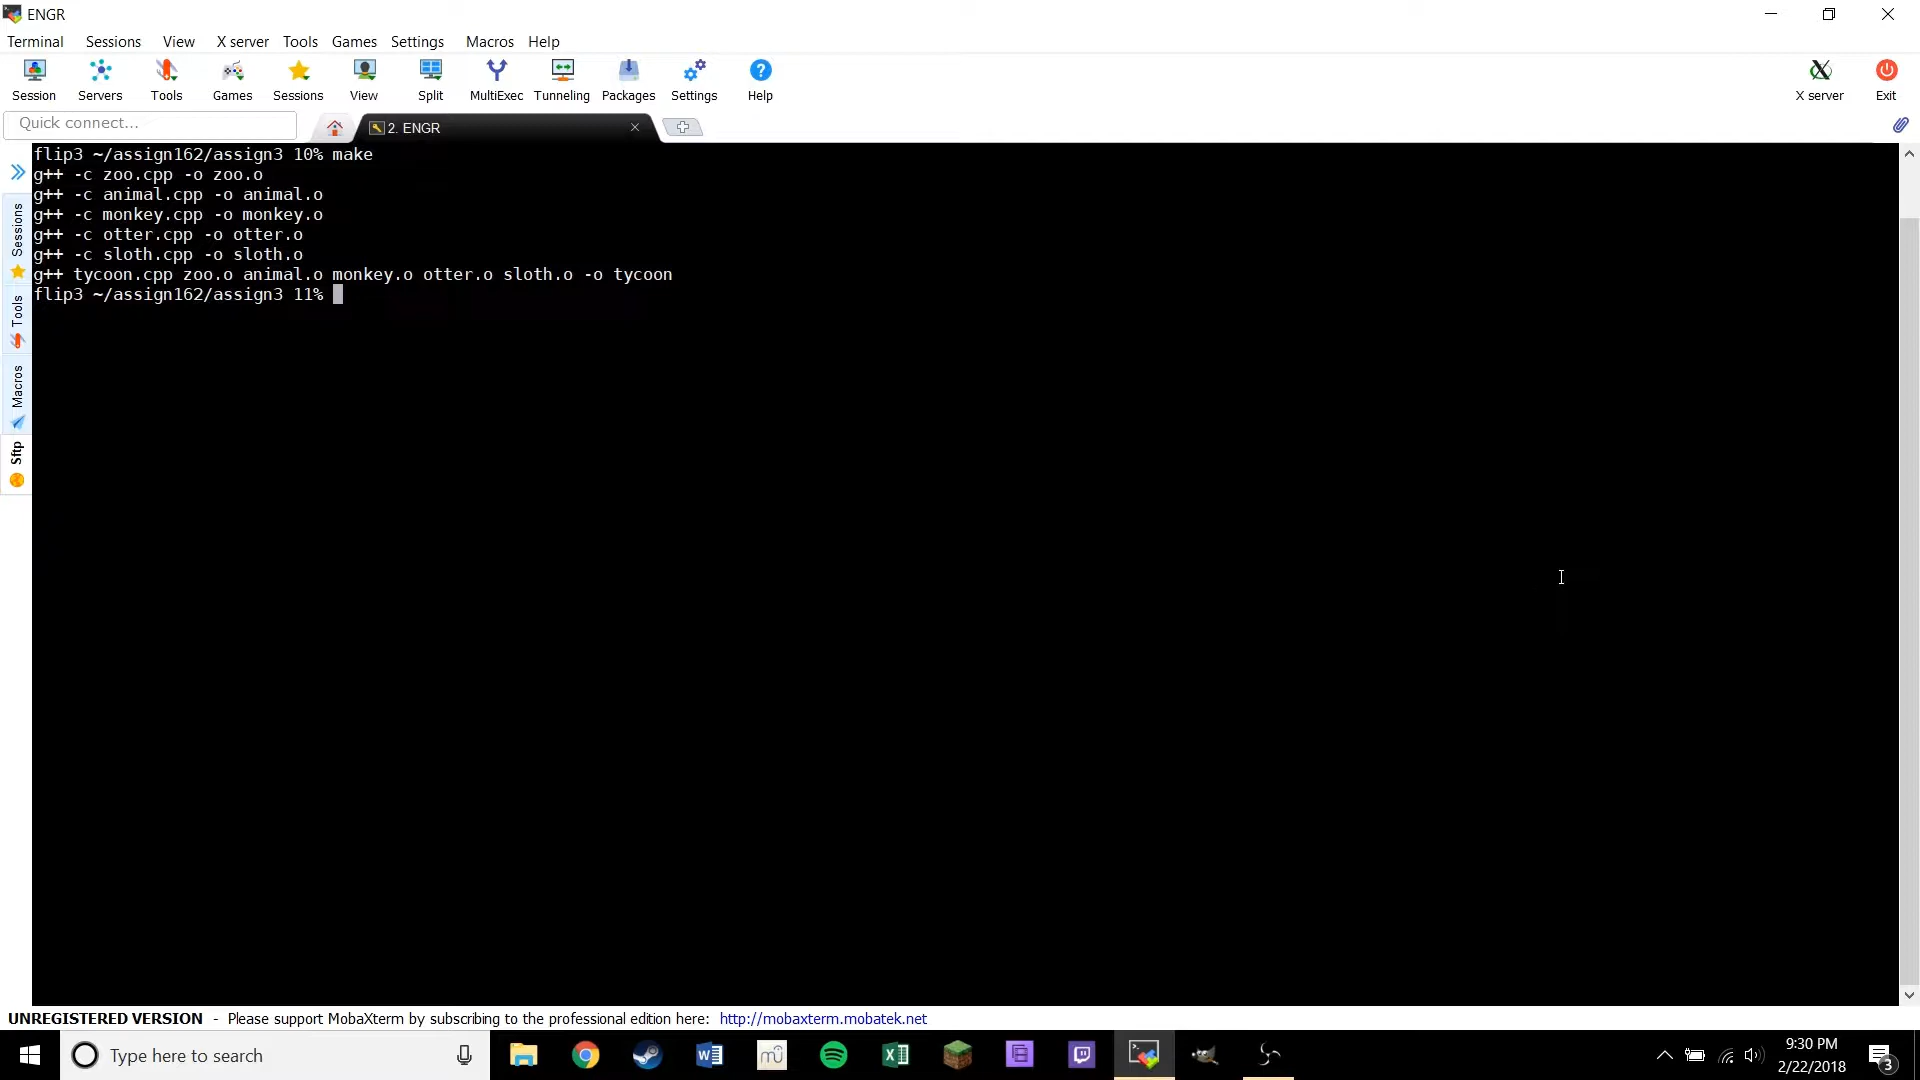 ENGR
Terminal Sessions View X server Tools Games Settings Macros Help
Session Servers Tools Games Sessions View Split MultiExec Tunneling Packages Settings Help X server Exit
Quick connect...
2. ENGR
flip3 ~/assign162/assign3 10% make
g++ -c zoo.cpp -o zoo.o
g++ -c animal.cpp -o animal.o
g++ -c monkey.cpp -o monkey.o
g++ -c otter.cpp -o otter.o
g++ -c sloth.cpp -o sloth.o
g++ tycoon.cpp zoo.o animal.o monkey.o otter.o sloth.o -o tycoon
flip3 ~/assign162/assign3 11%
Sessions
Tools
Macros
Sftp
UNREGISTERED VERSION - Please support MobaXterm by subscribing to the professional edition here: http://mobaxterm.mobatek.net
Type here to search
mü
9:30 PM
2/22/2018
3